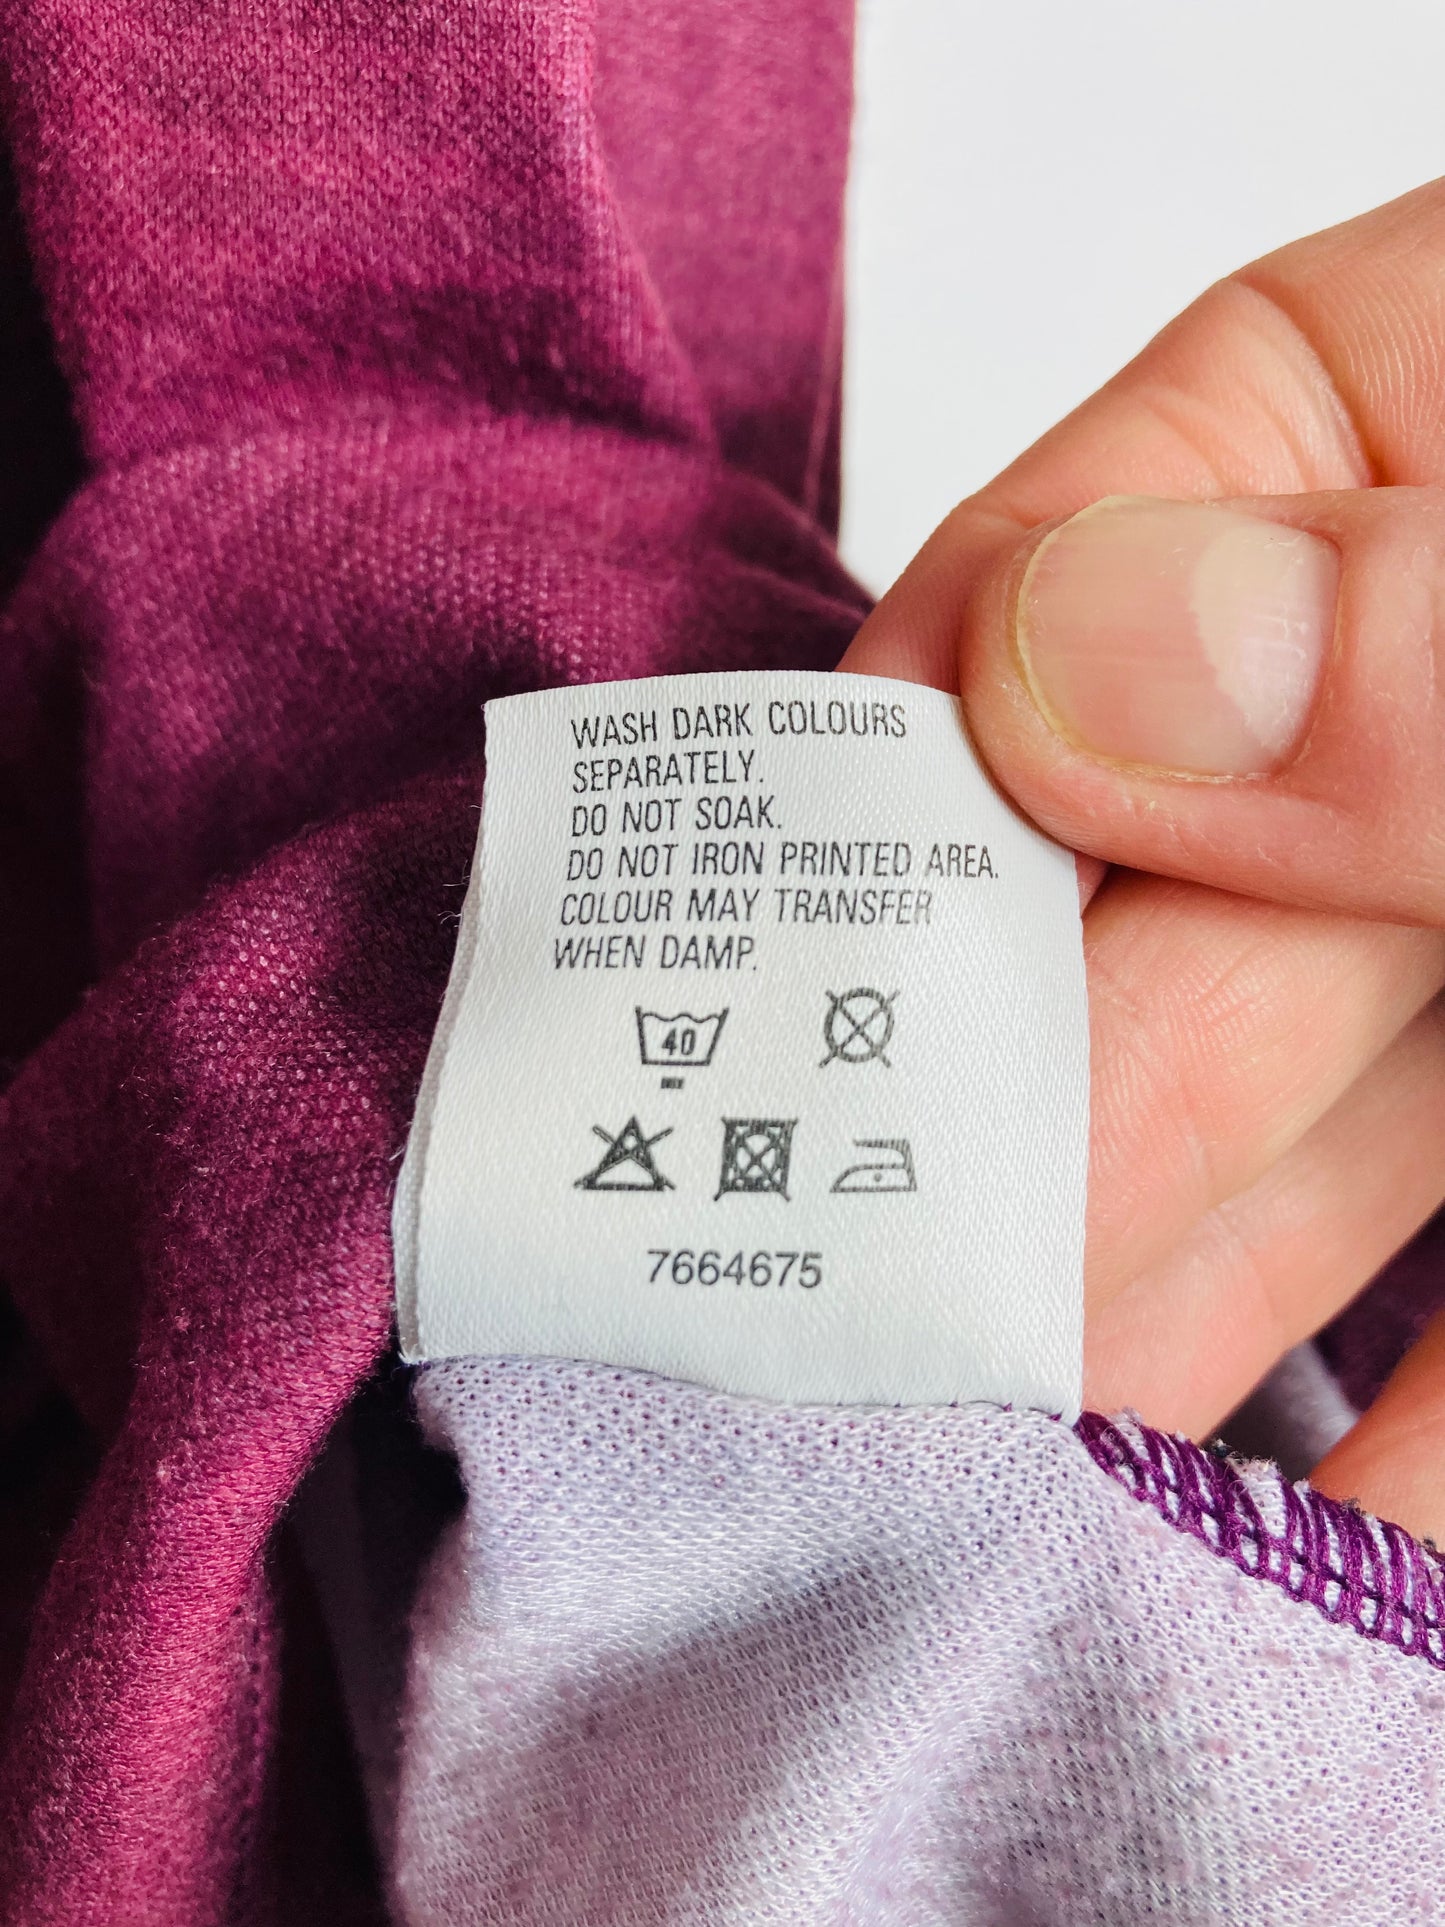 WASH DARK COLOURS
SEPARATELY.
DO NOT SOAK.
DO NOT IRON PRINTED AREA.
COLOUR MAY TRANSFER
WHEN DAMP.
40
7664675